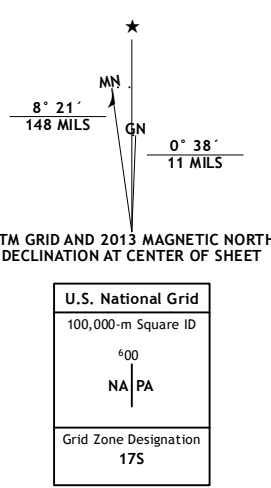 ★
MN
8° 21´
148 MILS
GN
0° 38´
11 MILS
TM GRID AND 2013 MAGNETIC NORTH
DECLINATION AT CENTER OF SHEET
U.S. National Grid
100,000-m Square ID
⁶00
NA PA
Grid Zone Designation
17S